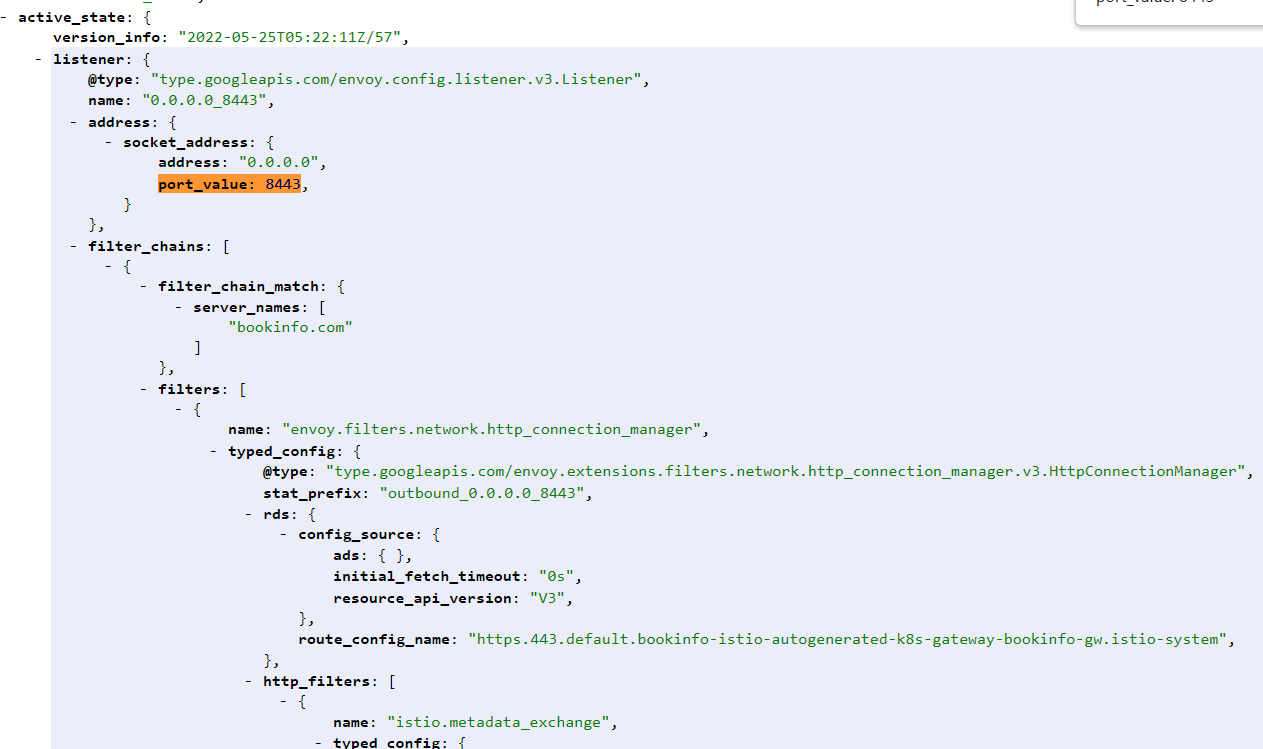 - active_state: {
version_info: "2022-05-25T05:22:11Z/57",
- listener: {
@type: "type.googleapis.com/envoy.config.listener.v3.Listener",
name: "0.0.0.0_8443",
- address: {
- socket_address: {
address: "0.0.0.0",
port_value: 8443,
}
},
- filter_chains: [
- {
- filter_chain_match: {
- server_names: [
"bookinfo.com"
]
},
- filters: [
- {
name: "envoy.filters.network.http_connection_manager",
- typed_config: {
@type: "type.googleapis.com/envoy.extensions.filters.network.http_connection_manager.v3.HttpConnectionManager",
stat_prefix: "outbound_0.0.0.0_8443",
- rds: {
- config_source: {
ads: { },
initial_fetch_timeout: "0s",
resource_api_version: "V3",
},
route_config_name: "https.443.default.bookinfo-istio-autogenerated-k8s-gateway-bookinfo-gw.istio-system",
},
- http_filters: [
- {
name: "istio.metadata_exchange",
- typed_config: {